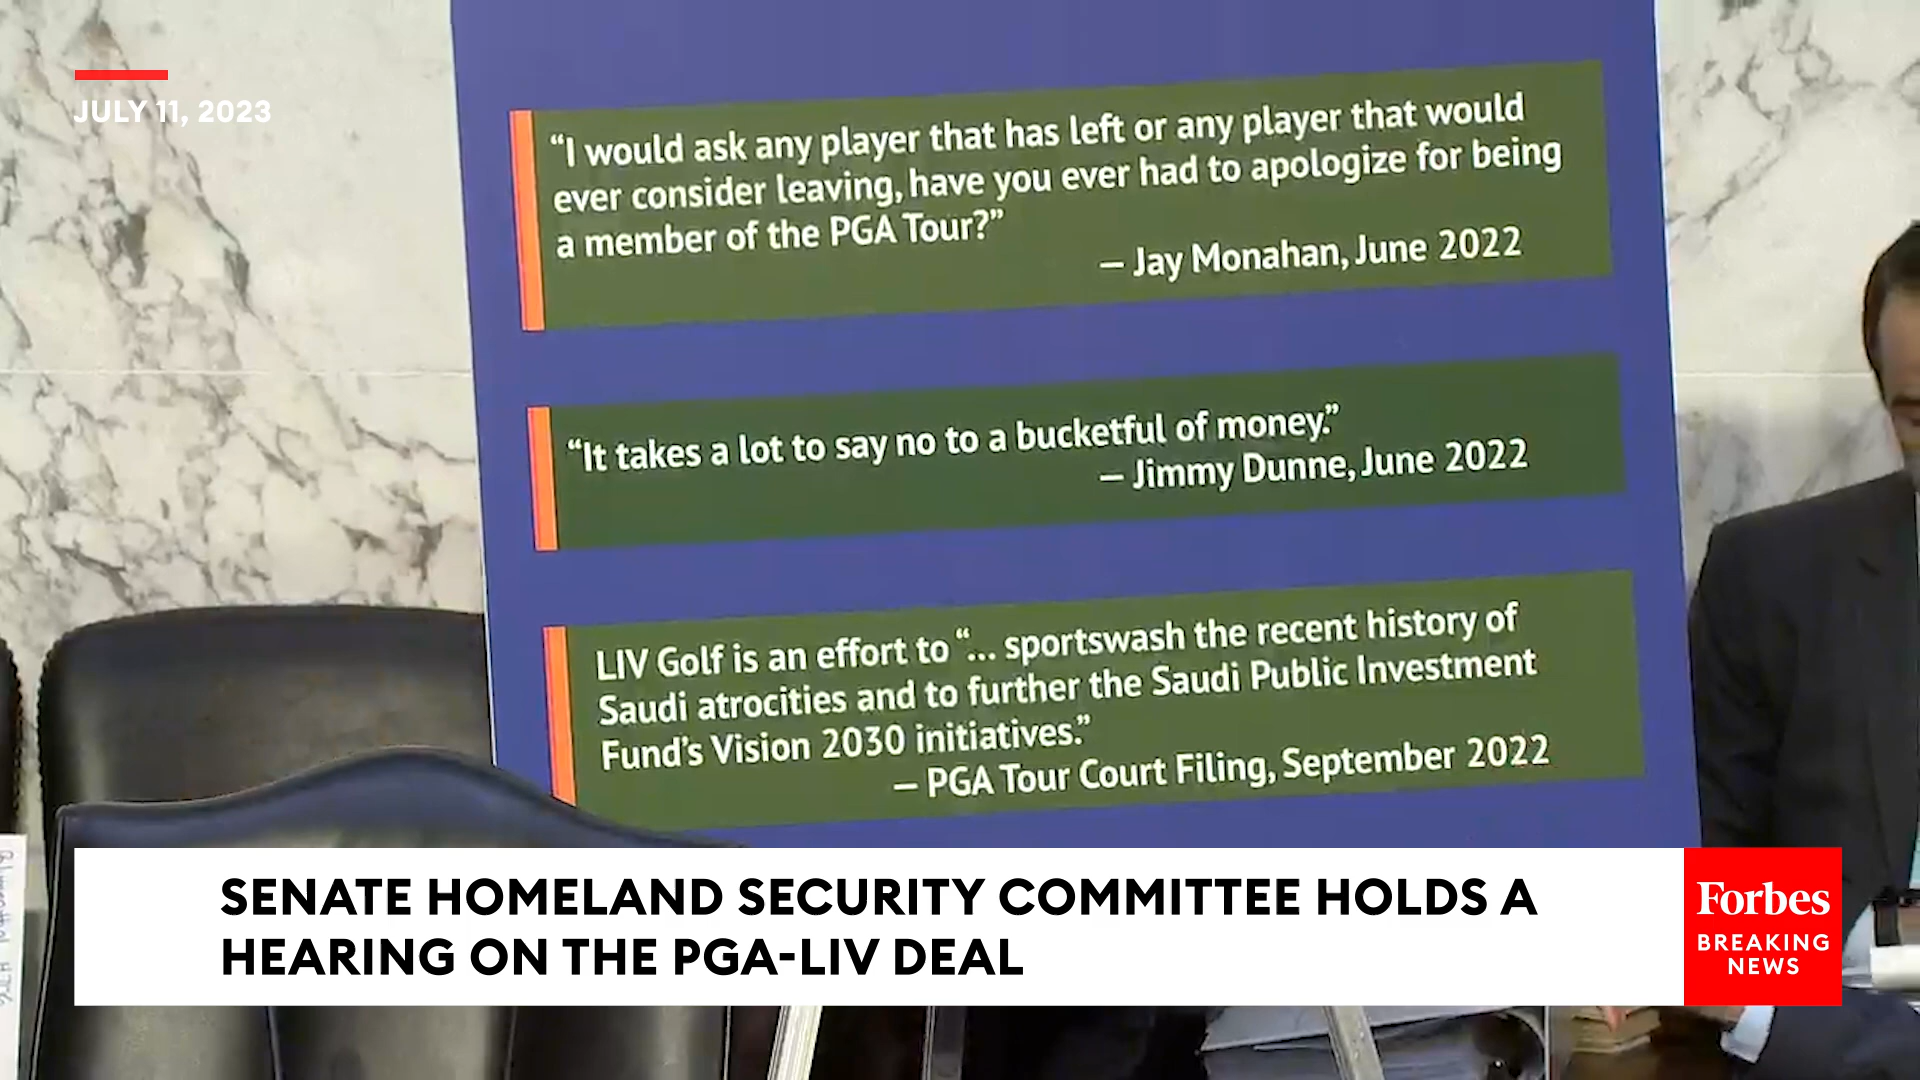 JULY 11, 2023
“I would ask any player that has left or any player that would
ever consider leaving, have you ever had to apologize for being
a member of the PGA Tour?”
— Jay Monahan, June 2022
“It takes a lot to say no to a bucketful of money.”
— Jimmy Dunne, June 2022
LIV Golf is an effort to “... sportswash the recent history of
Saudi atrocities and to further the Saudi Public Investment
Fund’s Vision 2030 initiatives.”
— PGA Tour Court Filing, September 2022
SENATE HOMELAND SECURITY COMMITTEE HOLDS A
HEARING ON THE PGA-LIV DEAL
Forbes
BREAKING
NEWS